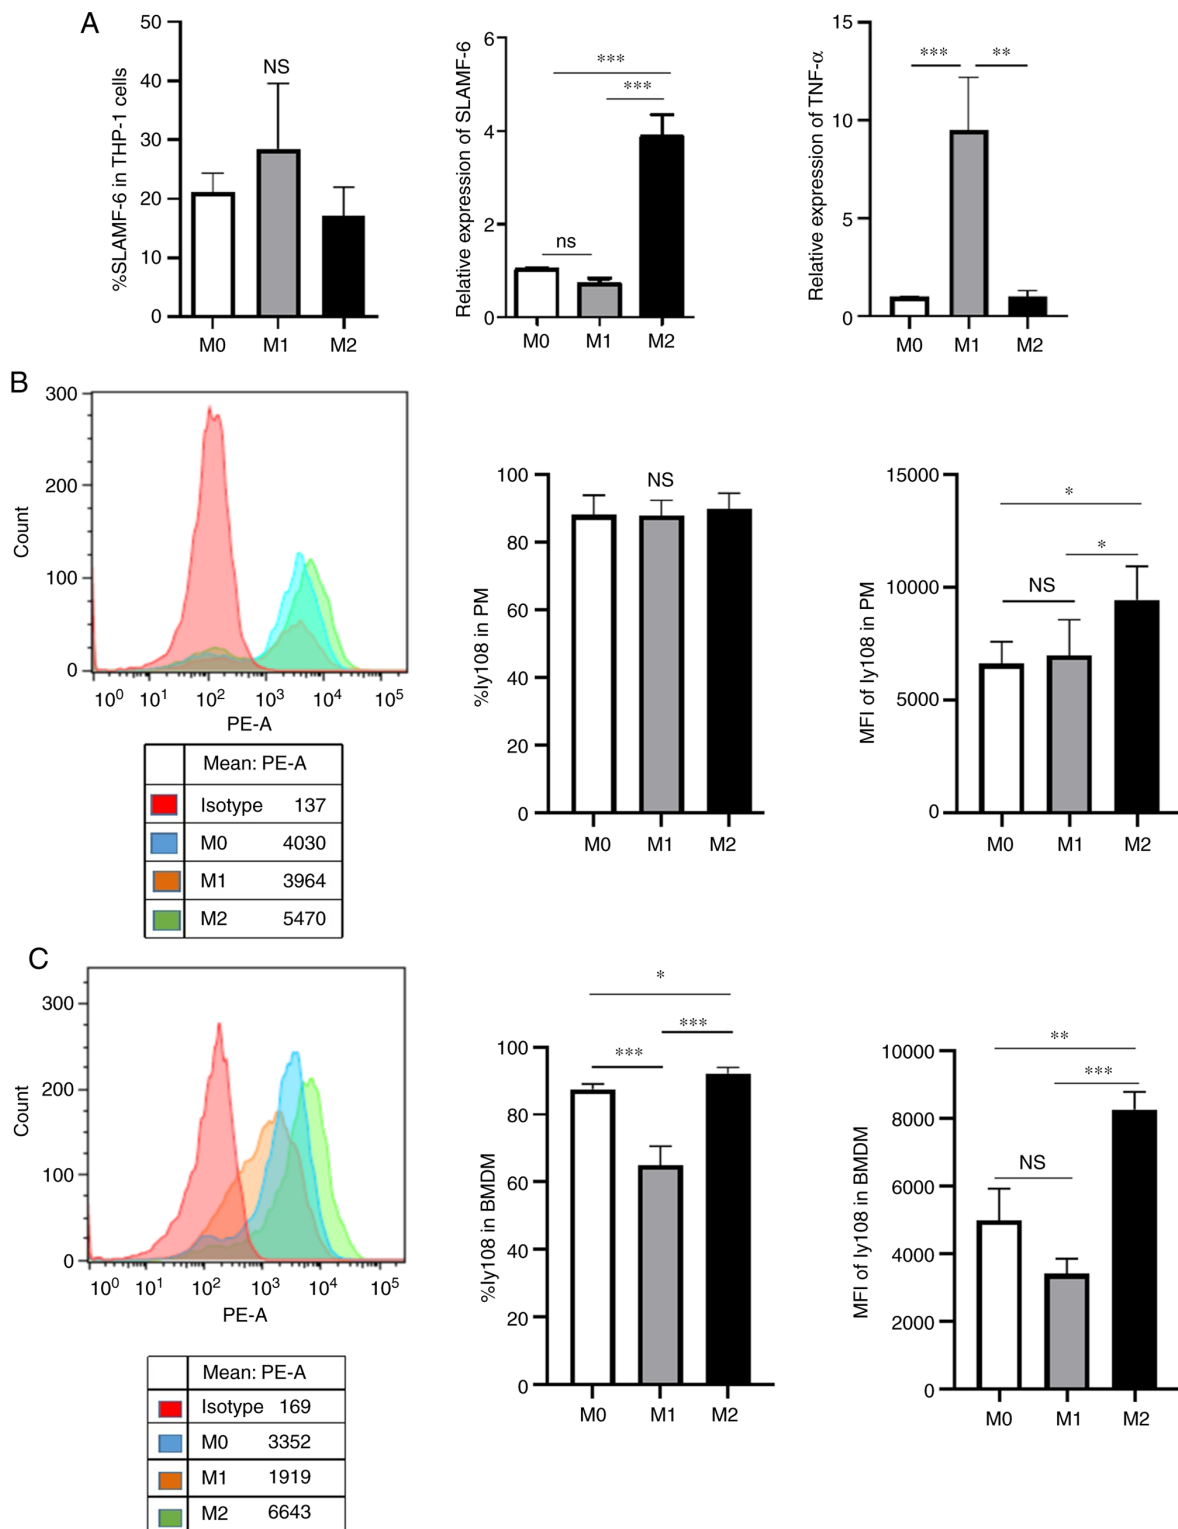 A
%SLAMF-6 in THP-1 cells
50
40
30
20
10
0
NS
M0 M1 M2
Relative expression of SLAMF-6
6
4
2
0
***
***
ns
M0 M1 M2
Relative expression of TNF-α
15
10
5
0
*** **
M0 M1 M2
B
Count
300
200
100
0
10⁰ 10¹ 10² 10³ 10⁴ 10⁵
PE-A
Mean: PE-A
Isotype 137
M0 4030
M1 3964
M2 5470
%ly108 in PM
100
80
60
40
20
0
NS
M0 M1 M2
MFI of ly108 in PM
15000
10000
5000
0
*
*
NS
M0 M1 M2
C
Count
300
200
100
0
10⁰ 10¹ 10² 10³ 10⁴ 10⁵
PE-A
Mean: PE-A
Isotype 169
M0 3352
M1 1919
M2 6643
%ly108 in BMDM
100
80
60
40
20
0
*
***
***
M0 M1 M2
MFI of ly108 in BMDM
10000
8000
6000
4000
2000
0
**
***
NS
M0 M1 M2